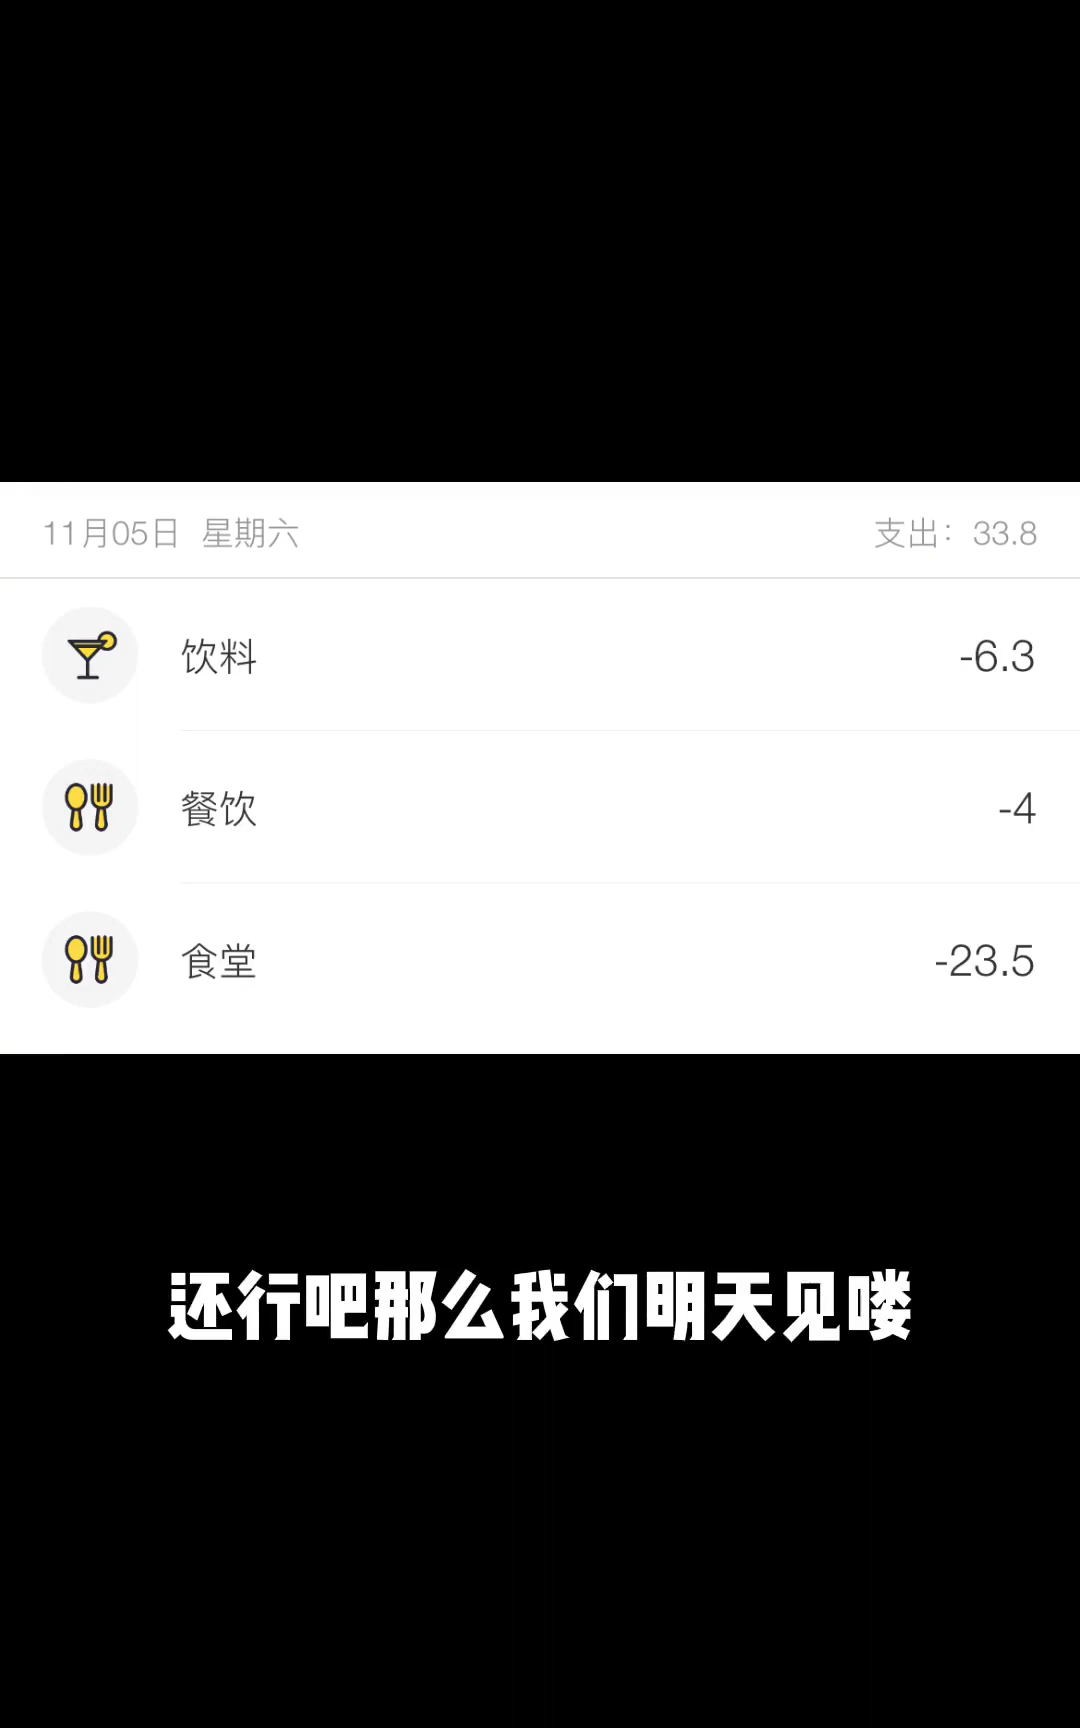 11月05日 星期六 支出：33.8
饮料 -6.3
餐饮 -4
食堂 -23.5
还行吧那么我们明天见喽